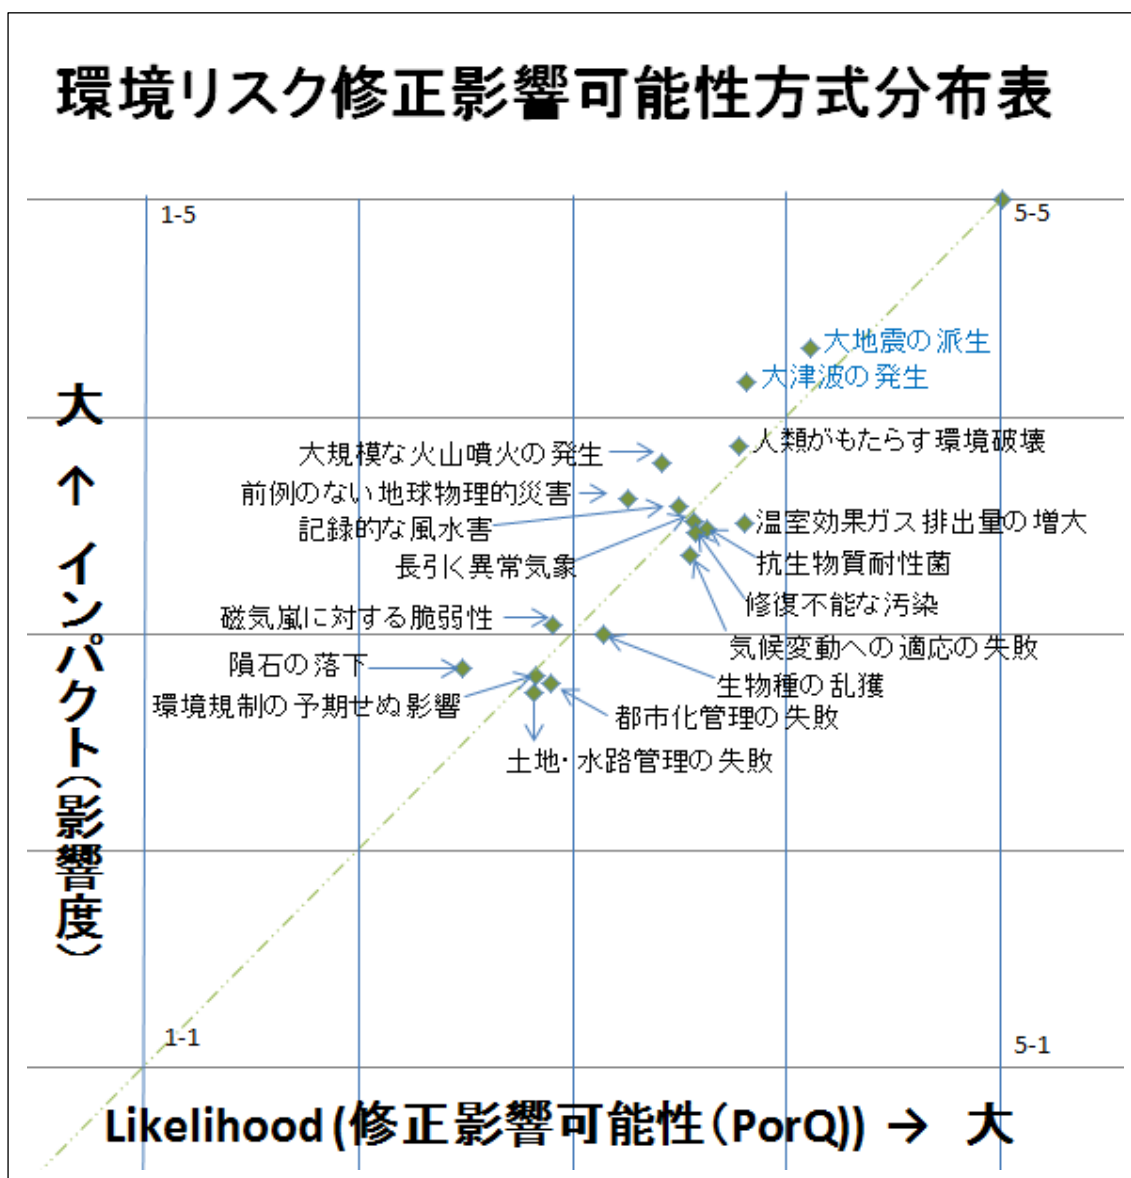 環境リスク修正影響可能性方式分布表
1-5
5-5
大地震の派生
大津波の発生
人類がもたらす環境破壊
大規模な火山噴火の発生
前例のない地球物理的災害
記録的な風水害
温室効果ガス排出量の増大
長引く異常気象
抗生物質耐性菌
修復不能な汚染
磁気嵐に対する脆弱性
気候変動への適応の失敗
隕石の落下
生物種の乱獲
環境規制の予期せぬ影響
都市化管理の失敗
土地・水路管理の失敗
大 ↑ インパクト(影響度)
1-1
5-1
Likelihood (修正影響可能性(PorQ)) → 大